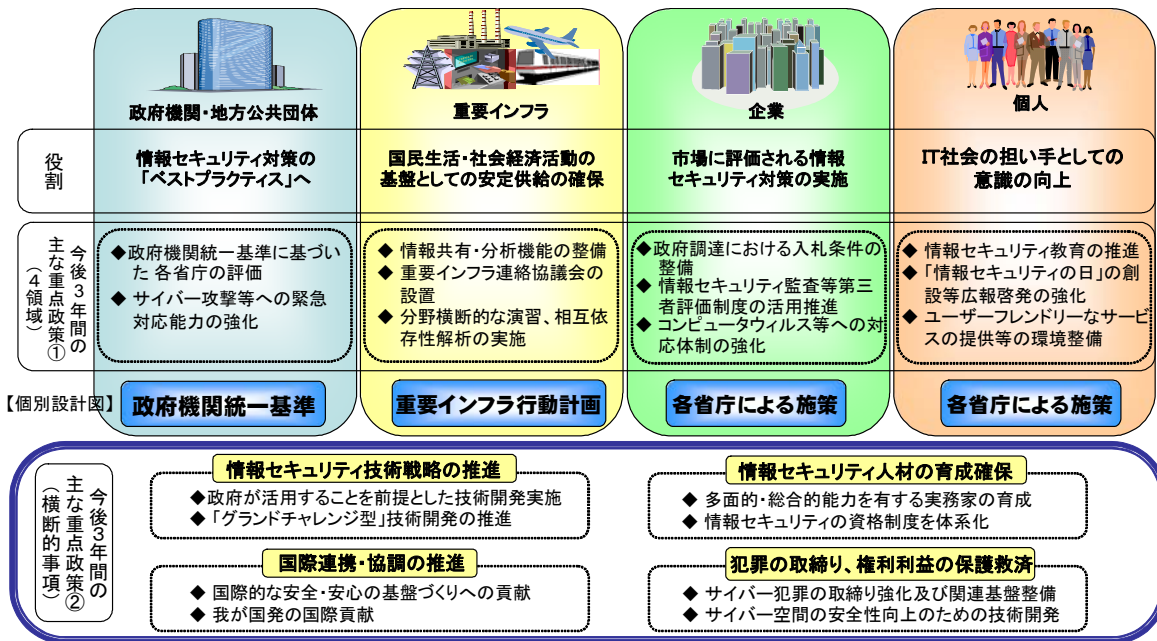 政府機関・地方公共団体
重要インフラ
企業
個人
役割
情報セキュリティ対策の
「ベストプラクティス」へ
国民生活・社会経済活動の
基盤としての安定供給の確保
市場に評価される情報
セキュリティ対策の実施
IT社会の担い手としての
意識の向上
今後3年間の
主な重点政策①
（4領域）
◆政府機関統一基準に基づい
た 各省庁の評価
◆ サイバー攻撃等への緊急
対応能力の強化
◆ 情報共有・分析機能の整備
◆ 重要インフラ連絡協議会の
設置
◆ 分野横断的な演習、相互依
存性解析の実施
◆政府調達における入札条件の
整備
◆ 情報セキュリティ監査等第三
者評価制度の活用推進
◆ コンピュータウィルス等への対
応体制の強化
◆ 情報セキュリティ教育の推進
◆ 「情報セキュリティの日」の創
設等広報啓発の強化
◆ ユーザーフレンドリーなサービ
スの提供等の環境整備
【個別設計図】
政府機関統一基準
重要インフラ行動計画
各省庁による施策
各省庁による施策
今後3年間の
主な重点政策②
（横断的事項）
情報セキュリティ技術戦略の推進
◆政府が活用することを前提とした技術開発実施
◆ 「グランドチャレンジ型」技術開発の推進
情報セキュリティ人材の育成確保
◆ 多面的・総合的能力を有する実務家の育成
◆ 情報セキュリティの資格制度を体系化
国際連携・協調の推進
◆ 国際的な安全・安心の基盤づくりへの貢献
◆ 我が国発の国際貢献
犯罪の取締り、権利利益の保護救済
◆ サイバー犯罪の取締り強化及び関連基盤整備
◆ サイバー空間の安全性向上のための技術開発